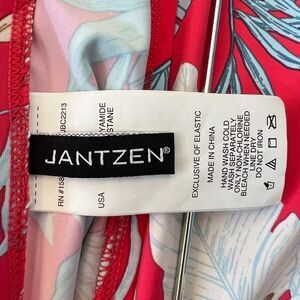 JANTZEN®
JBC2213
YAMIDE
STANE
RN #158
USA
EXCLUSIVE OF ELASTIC
MADE IN CHINA
HAND WASH COLD
WASH SEPARATELY
ONLY NON-CHLORINE
BLEACH WHEN NEEDED
LINE DRY
DO NOT IRON